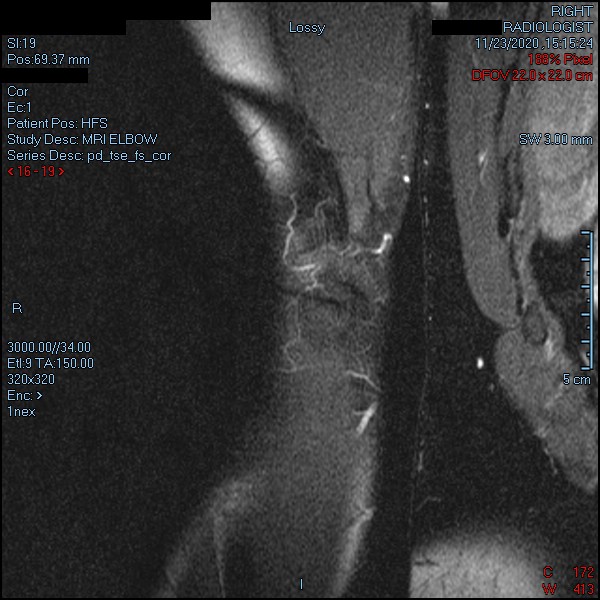 Lossy
RIGHT
RADIOLOGIST
11/23/2020 ,15:15:24
188% Pixel
DFOV 22.0 x 22.0 cm
SI:19
Pos:69.37 mm
Cor
Ec:1
Patient Pos: HFS
Study Desc: MRI ELBOW
Series Desc: pd_tse_fs_cor
< 16 - 19 >
SW 3.00 mm
R
3000.00//34.00
Etl:9 TA:150.00
320x320
Enc: >
1nex
5 cm
I
C 172
W 413